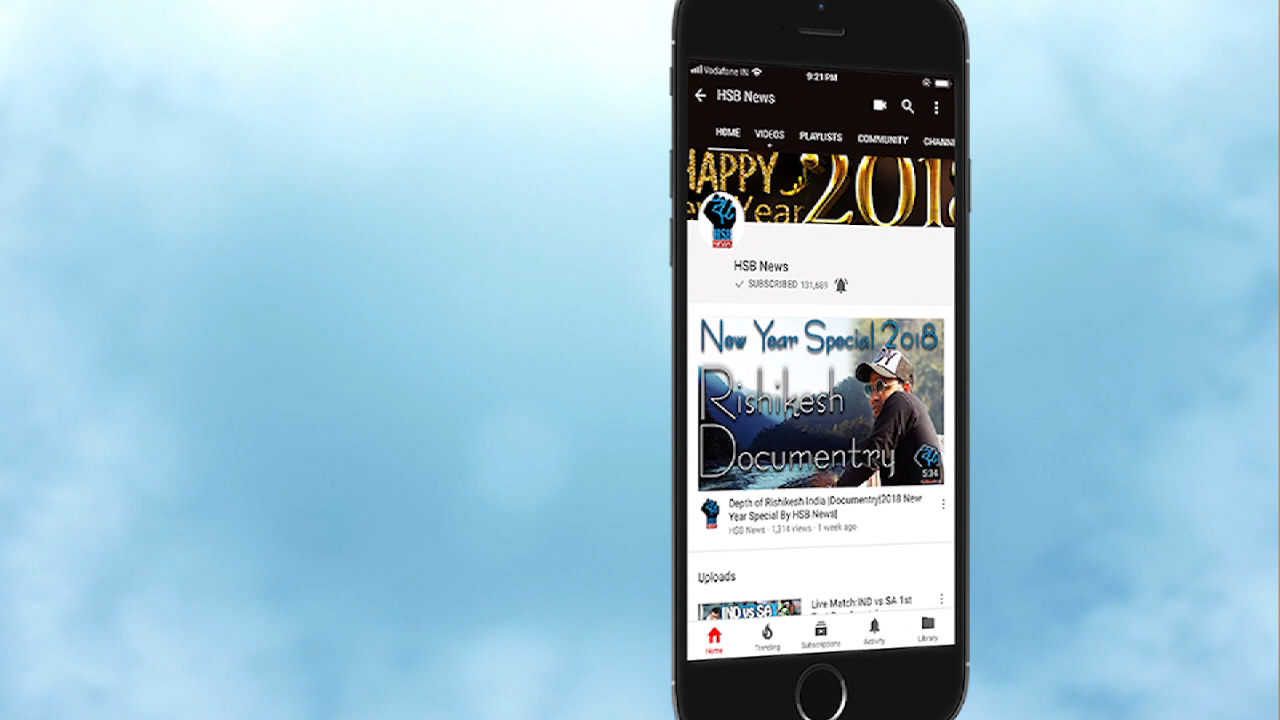 Vodafone IN
9:21 PM
HSB News
HOME VIDEOS PLAYLISTS COMMUNITY CHANN
HAPPY 2018
Year
HSB
NEWS
HSB News
SUBSCRIBED 131,689
New Year Special 2018
Rishikesh
Documentry
5:34
Depth of Rishikesh India |Documentry|2018 New
Year Special By HSB News|
HSB News · 1,314 views · 1 week ago
Uploads
IND vs SA
Live Match:IND vs SA 1st
Home Trending Subscriptions Activity Library